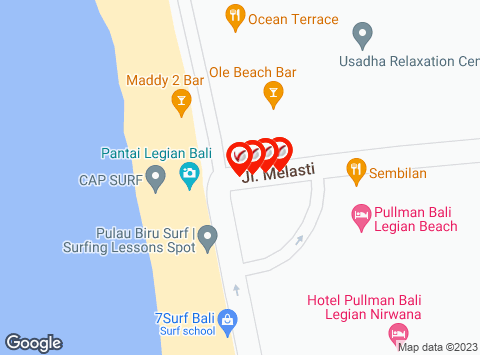 Ocean Terrace
Usadha Relaxation Cen
Ole Beach Bar
Maddy 2 Bar
Pantai Legian Bali
CAP SURF
Jl. Melasti
Sembilan
Pullman Bali
Legian Beach
Pulau Biru Surf |
Surfing Lessons Spot
Hotel Pullman Bali
Legian Nirwana
7Surf Bali
Surf school
Google
Map data ©2023